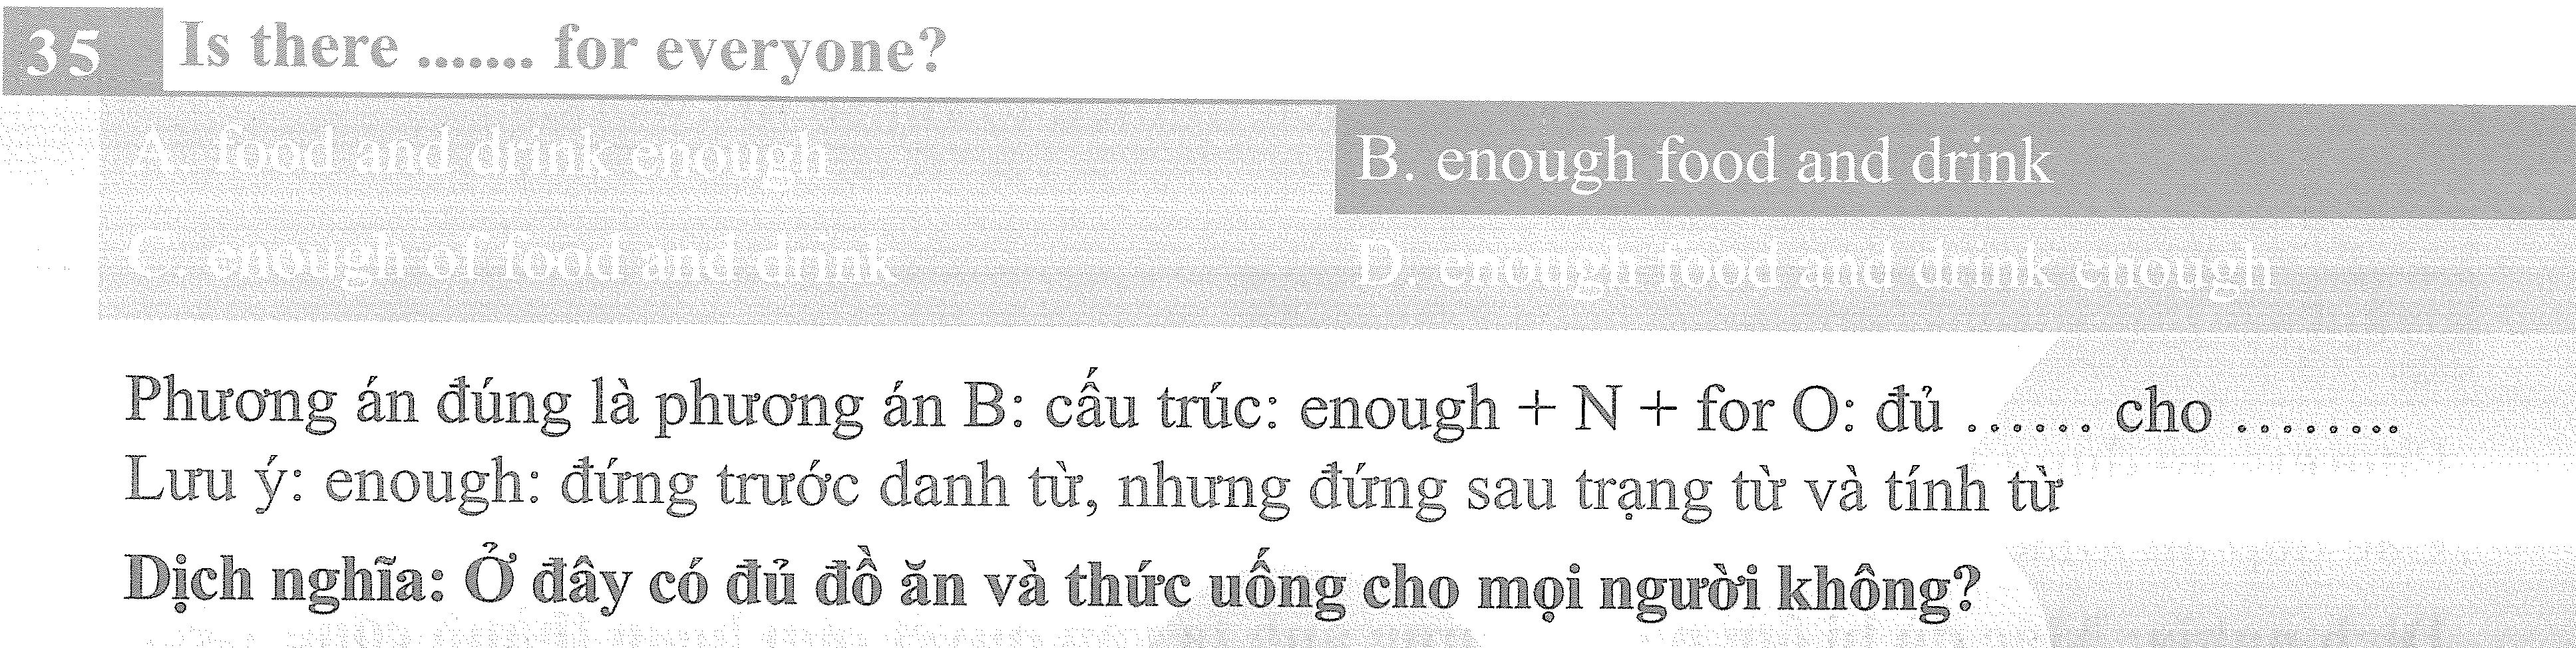 35 Is there ....... for everyone?
A. food and drink enough B. enough food and drink
C. enough of food and drink D. enough food and drink enough
Phương án đúng là phương án B: cấu trúc: enough + N + for O: đủ ...... cho ........
Lưu ý: enough: đứng trước danh từ, nhưng đứng sau trạng từ và tính từ
Dịch nghĩa: Ở đây có đủ đồ ăn và thức uống cho mọi người không?